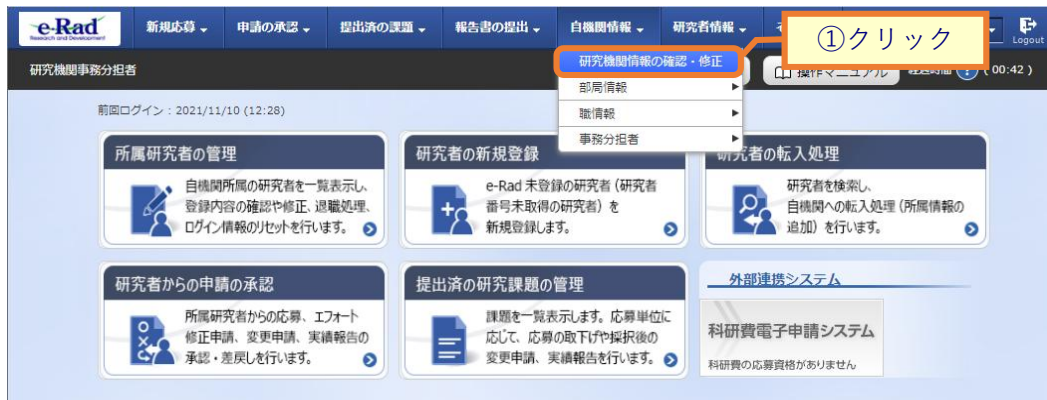 e-Rad
Research and Development
新規応募
申請の承認
提出済の課題
報告書の提出
自機関情報
研究者情報
①クリック
Logout
研究機関事務分担者
研究機関情報の確認・修正
操作マニュアル
(00:42)
部局情報
職情報
事務分担者
前回ログイン:2021/11/10 (12:28)
所属研究者の管理
自機関所属の研究者を一覧表示し、
登録内容の確認や修正、退職処理、
ログイン情報のリセットを行います。
研究者の新規登録
e-Rad 未登録の研究者(研究者
番号未取得の研究者)を
新規登録します。
研究者の転入処理
研究者を検索し、
自機関への転入処理(所属情報の
追加)を行います。
研究者からの申請の承認
所属研究者からの応募、エフォート
修正申請、変更申請、実績報告の
承認・差戻しを行います。
提出済の研究課題の管理
課題を一覧表示します。応募単位に
応じて、応募の取下げや採択後の
変更申請、実績報告を行います。
外部連携システム
科研費電子申請システム
科研費の応募資格がありません